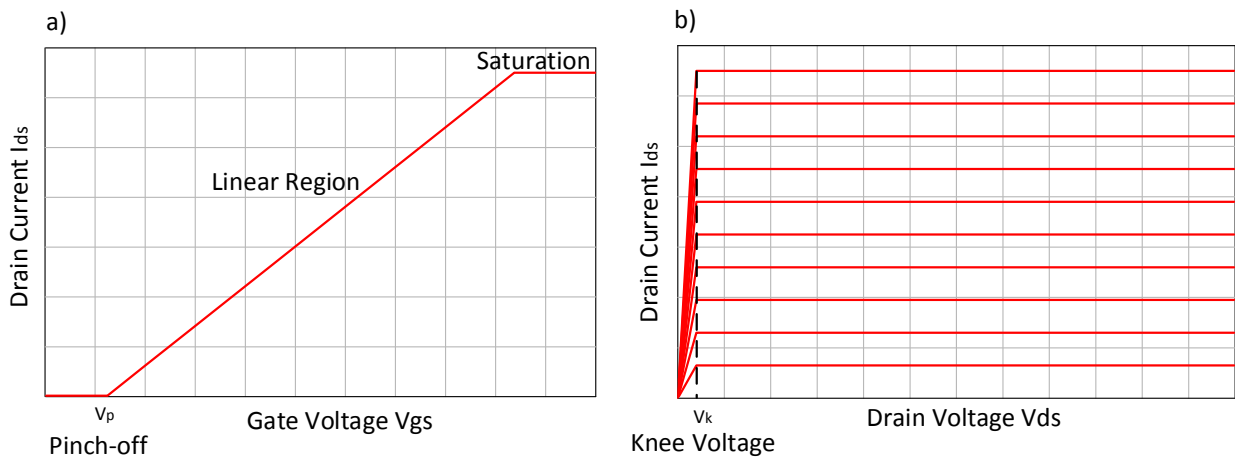 a)
Drain Current Ids
Saturation
Linear Region
Vp
Gate Voltage Vgs
Pinch-off
b)
Drain Current Ids
Vk
Drain Voltage Vds
Knee Voltage